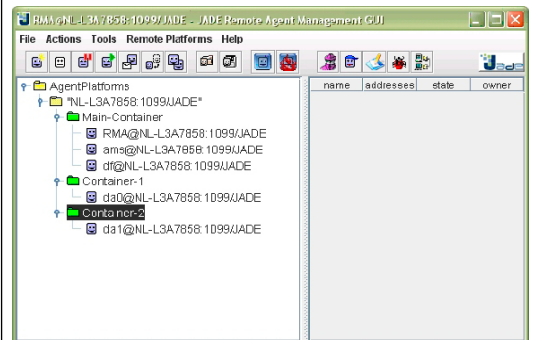 RMA@NL-L3A7858:1099/JADE - JADE Remote Agent Management GUI
File Actions Tools Remote Platforms Help
Jade
name addresses state owner
AgentPlatforms
"NL-L3A7858:1099/JADE"
Main-Container
RMA@NL-L3A7858:1099/JADE
ams@NL-L3A7858:1099/JADE
df@NL-L3A7858:1099/JADE
Container-1
da0@NL-L3A7858:1099/JADE
Container-2
da1@NL-L3A7858:1099/JADE